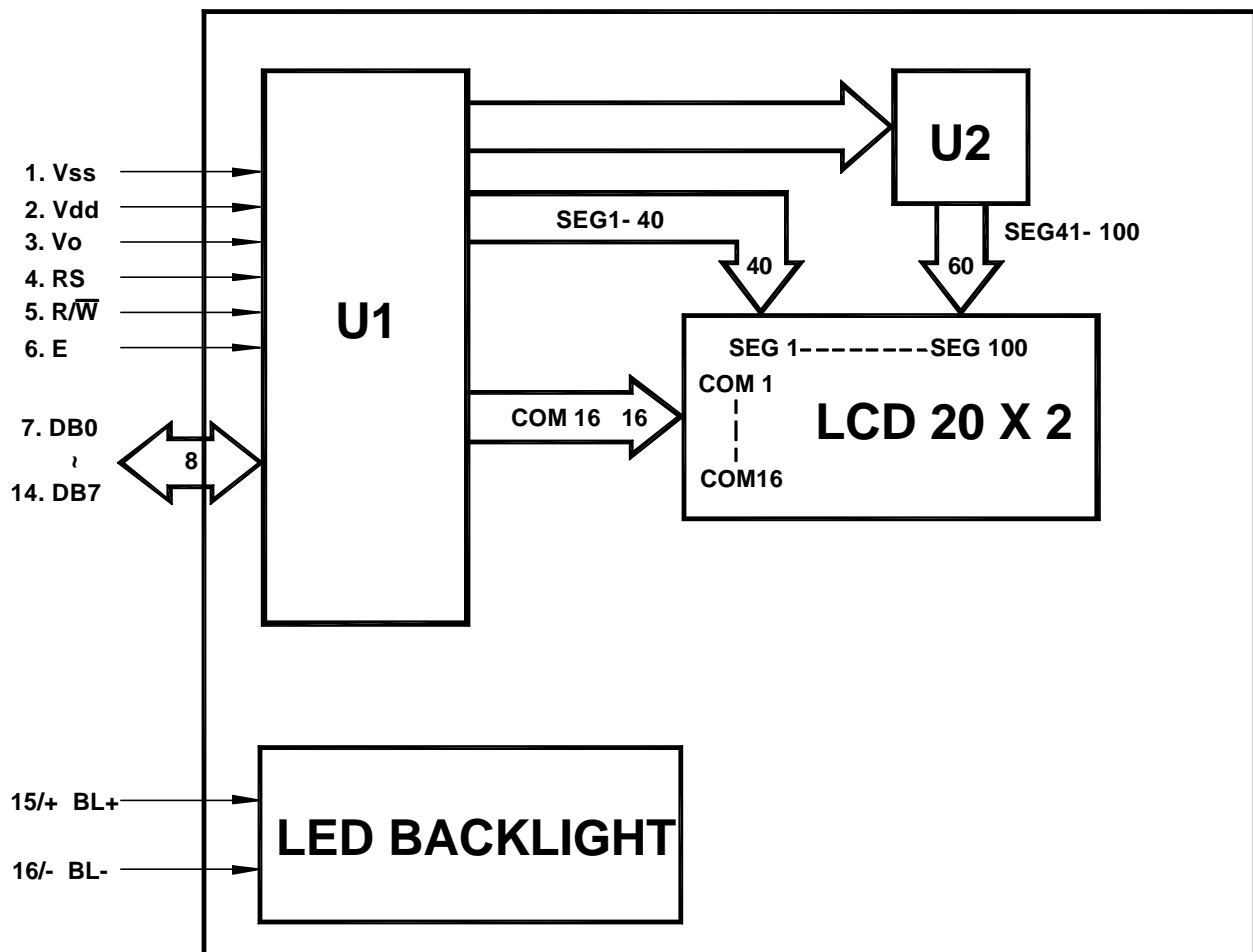 1. Vss
2. Vdd
3. Vo
4. RS
5. R/W̅
6. E
7. DB0
~
14. DB7
8
U1
U2
SEG1- 40
40
SEG41- 100
60
SEG 1 SEG 100
COM 1
COM16
LCD 20 X 2
COM 16 16
15/+ BL+
16/- BL-
LED BACKLIGHT